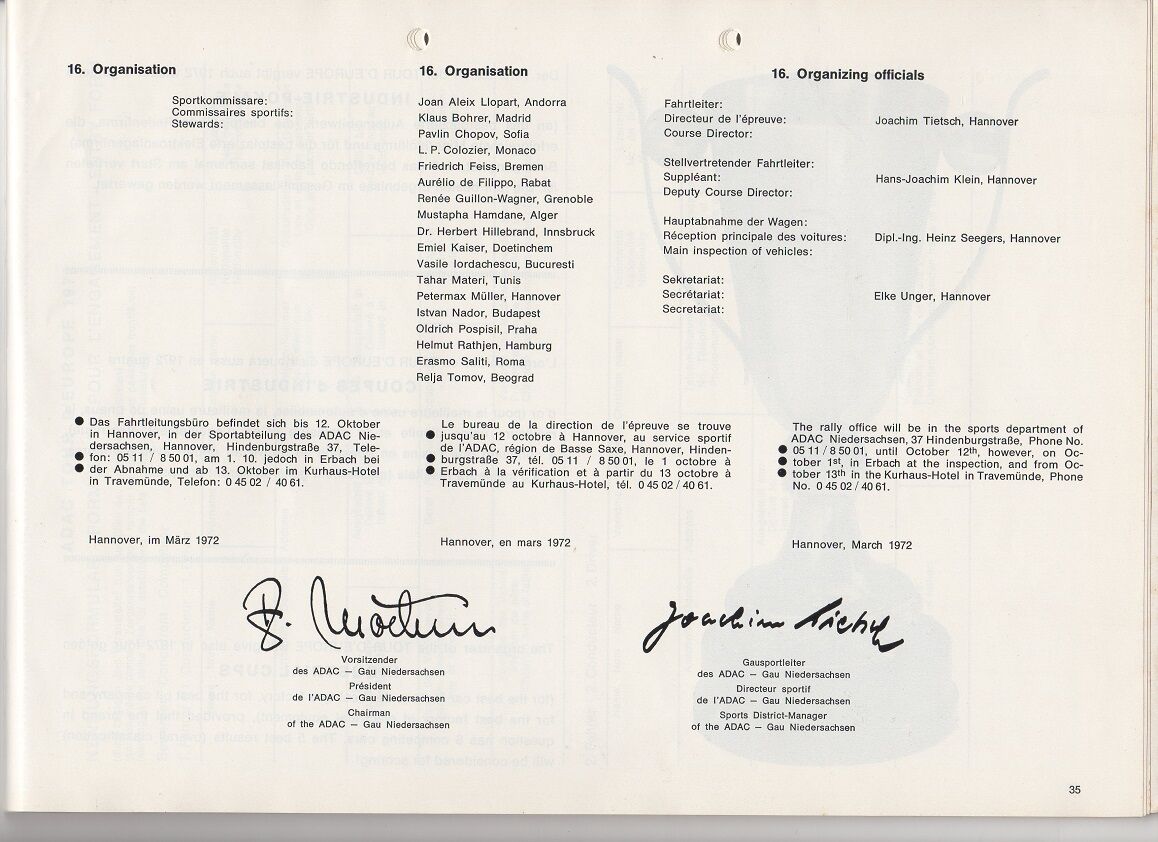 16. Organisation
Sportkommissare:
Commissaires sportifs:
Stewards:
16. Organisation
Joan Aleix Llopart, Andorra
Klaus Bohrer, Madrid
Pavlin Chopov, Sofia
L. P. Colozier, Monaco
Friedrich Feiss, Bremen
Aurélio de Filippo, Rabat
Renée Guillon-Wagner, Grenoble
Mustapha Hamdane, Alger
Dr. Herbert Hillebrand, Innsbruck
Emiel Kaiser, Doetinchem
Vasile Iordachescu, Bucuresti
Tahar Materi, Tunis
Petermax Müller, Hannover
Istvan Nador, Budapest
Oldrich Pospisil, Praha
Helmut Rathjen, Hamburg
Erasmo Saliti, Roma
Relja Tomov, Beograd
16. Organizing officials
Fahrtleiter:
Directeur de l'épreuve: Joachim Tietsch, Hannover
Course Director:
Stellvertretender Fahrtleiter:
Suppléant: Hans-Joachim Klein, Hannover
Deputy Course Director:
Hauptabnahme der Wagen:
Réception principale des voitures: Dipl.-Ing. Heinz Seegers, Hannover
Main inspection of vehicles:
Sekretariat:
Secrétariat: Elke Unger, Hannover
Secretariat:
● Das Fahrtleitungsbüro befindet sich bis 12. Oktober
in Hannover, in der Sportabteilung des ADAC Nie-
dersachsen, Hannover, Hindenburgstraße 37, Tele-
● fon: 05 11 / 8 50 01, am 1. 10. jedoch in Erbach bei
● der Abnahme und ab 13. Oktober im Kurhaus-Hotel
in Travemünde, Telefon: 0 45 02 / 40 61.
Hannover, im März 1972
Le bureau de la direction de l'épreuve se trouve
● jusqu'au 12 octobre à Hannover, au service sportif
de l'ADAC, région de Basse Saxe, Hannover, Hinden-
● burgstraße 37, tél. 05 11 / 8 50 01, le 1 octobre à
● Erbach à la vérification et à partir du 13 octobre à
Travemünde au Kurhaus-Hotel, tél. 0 45 02 / 40 61.
Hannover, en mars 1972
The rally office will be in the sports department of
ADAC Niedersachsen, 37 Hindenburgstraße, Phone No.
● 05 11 / 8 50 01, until October 12th, however, on Oc-
● tober 1st, in Erbach at the inspection, and from Oc-
● tober 13th in the Kurhaus-Hotel in Travemünde, Phone
No. 0 45 02 / 40 61.
Hannover, March 1972
Vorsitzender
des ADAC – Gau Niedersachsen
Président
de l'ADAC – Gau Niedersachsen
Chairman
of the ADAC – Gau Niedersachsen
Joachim Tietsch
Gausportleiter
des ADAC – Gau Niedersachsen
Directeur sportif
de l'ADAC – Gau Niedersachsen
Sports District-Manager
of the ADAC – Gau Niedersachsen
35